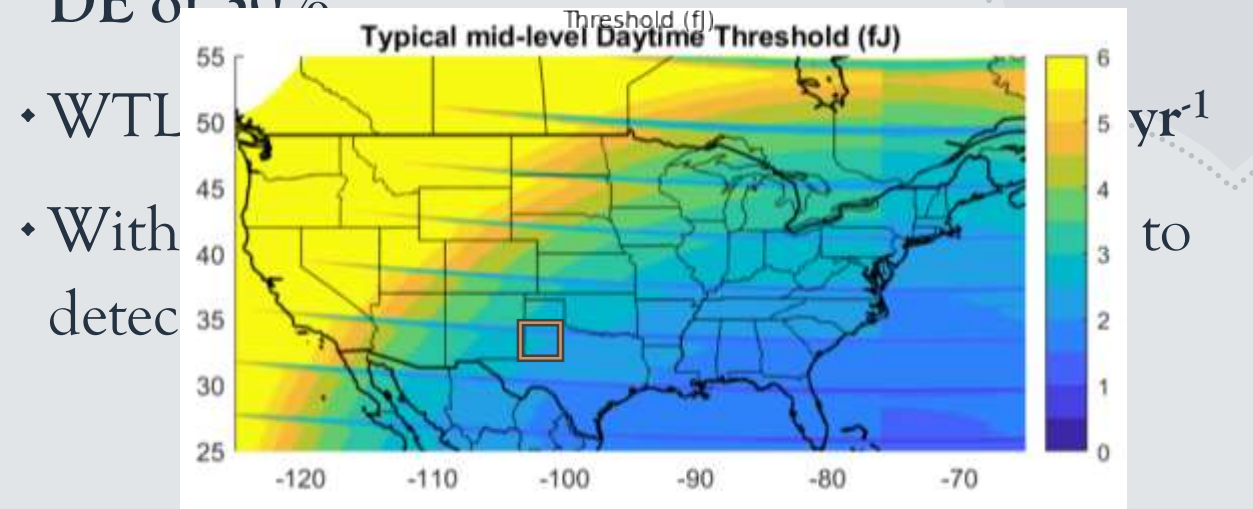 DE of 50%
Threshold (fJ)
Typical mid-level Daytime Threshold (fJ)
• WTL
yr-1
• With
to
detec
55
50
45
40
35
30
25
-120 -110 -100 -90 -80 -70
6
5
4
3
2
1
0